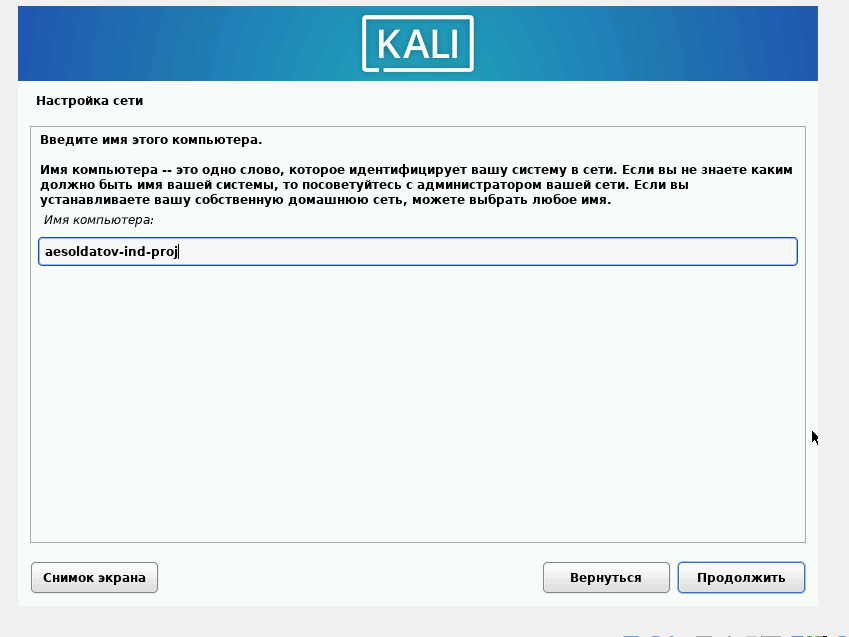 KALI
Настройка сети
Введите имя этого компьютера.
Имя компьютера -- это одно слово, которое идентифицирует вашу систему в сети. Если вы не знаете каким
должно быть имя вашей системы, то посоветуйтесь с администратором вашей сети. Если вы
устанавливаете вашу собственную домашнюю сеть, можете выбрать любое имя.
Имя компьютера:
aesoldatov-ind-proj
Снимок экрана
Вернуться
Продолжить